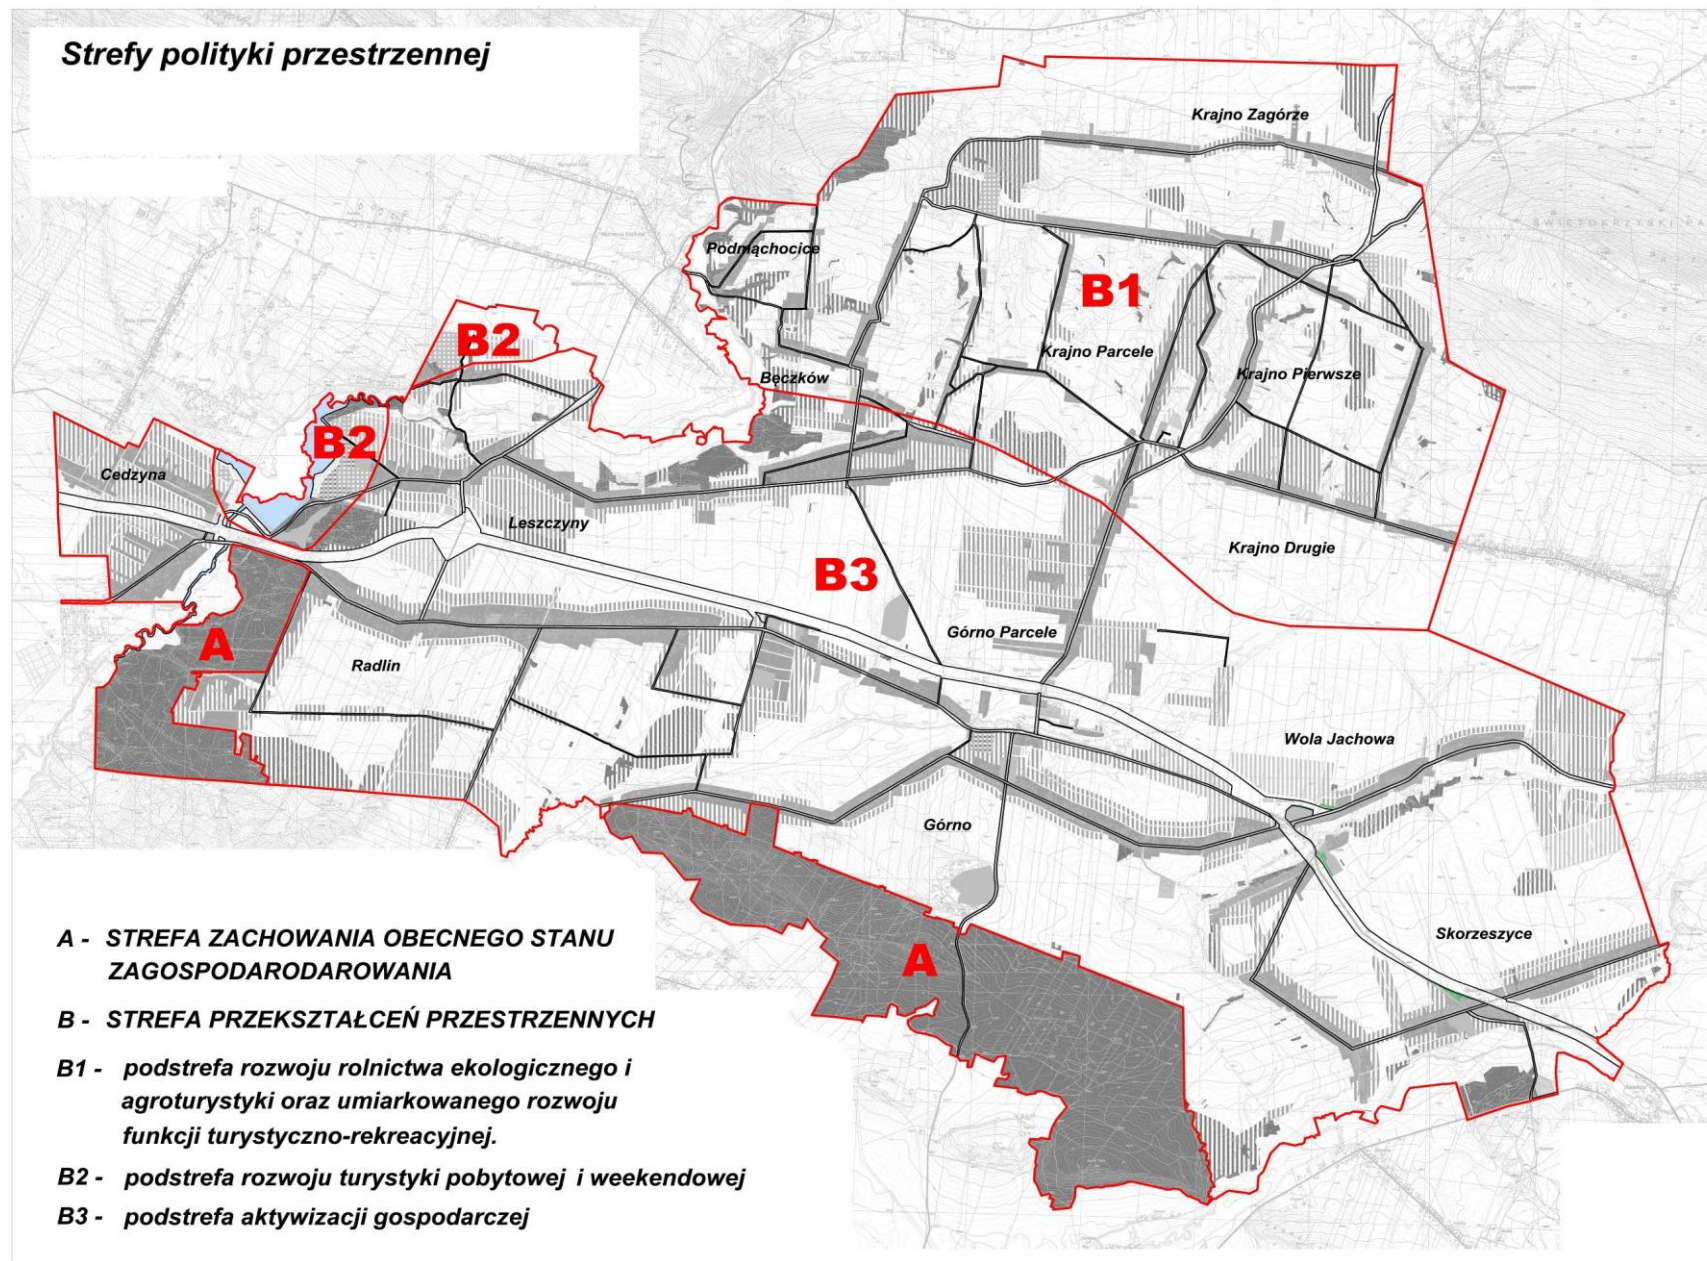 Strefy polityki przestrzennej
Krajno Zagórze
ŚWIĘTOKRZYSKI PA
Podmąchocice
B1
B2
Krajno Parcele
Bęczków
Krajno Pierwsze
B2
Cedzyna
Leszczyny
Krajno Drugie
B3
A
Górno Parcele
Radlin
Wola Jachowa
Górno
Skorzeszyce
A
A - STREFA ZACHOWANIA OBECNEGO STANU
ZAGOSPODARODAROWANIA
B - STREFA PRZEKSZTAŁCEŃ PRZESTRZENNYCH
B1 - podstrefa rozwoju rolnictwa ekologicznego i
agroturystyki oraz umiarkowanego rozwoju
funkcji turystyczno-rekreacyjnej.
B2 - podstrefa rozwoju turystyki pobytowej i weekendowej
B3 - podstrefa aktywizacji gospodarczej